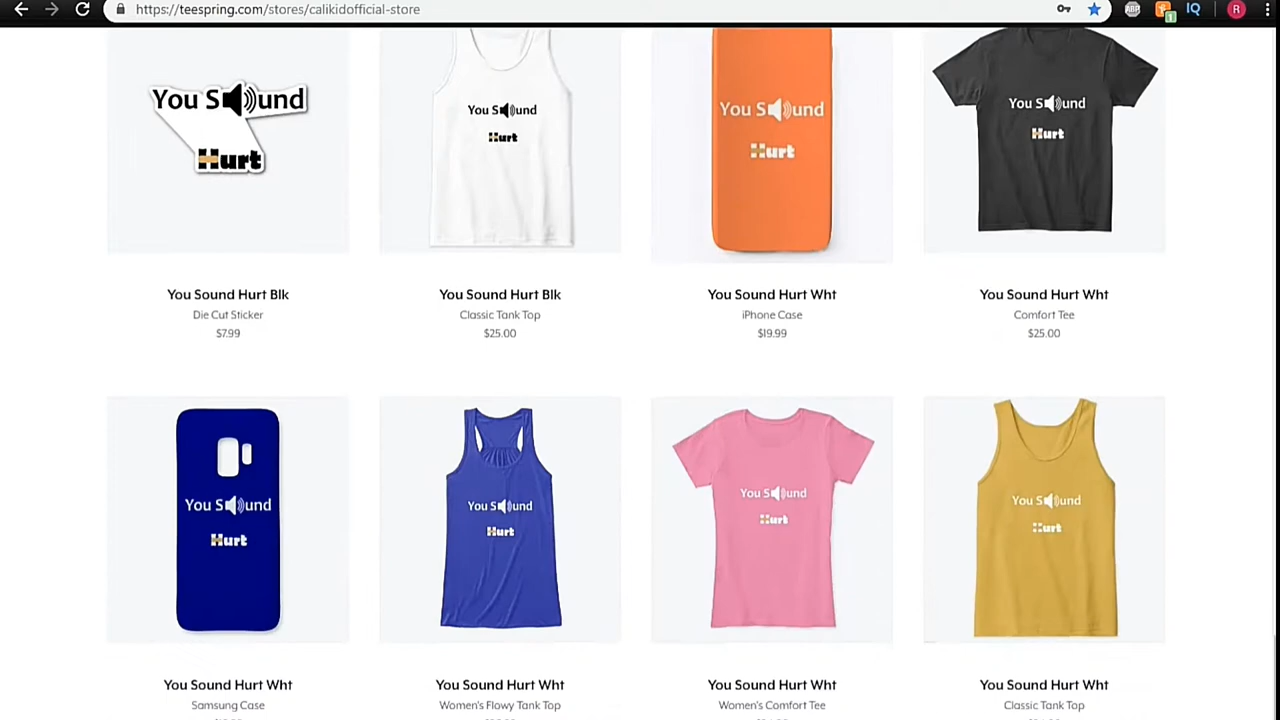 https://teespring.com/stores/calikidofficial-store
ABP
1
IQ
R
You Sound
Hurt
You Sound
Hurt
You Sound
Hurt
You Sound
Hurt
You Sound Hurt Blk
Die Cut Sticker
$7.99
You Sound Hurt Blk
Classic Tank Top
$25.00
You Sound Hurt Wht
iPhone Case
$19.99
You Sound Hurt Wht
Comfort Tee
$25.00
You Sound
Hurt
You Sound
Hurt
You Sound
Hurt
You Sound
Hurt
You Sound Hurt Wht
Samsung Case
You Sound Hurt Wht
Women's Flowy Tank Top
You Sound Hurt Wht
Women's Comfort Tee
You Sound Hurt Wht
Classic Tank Top